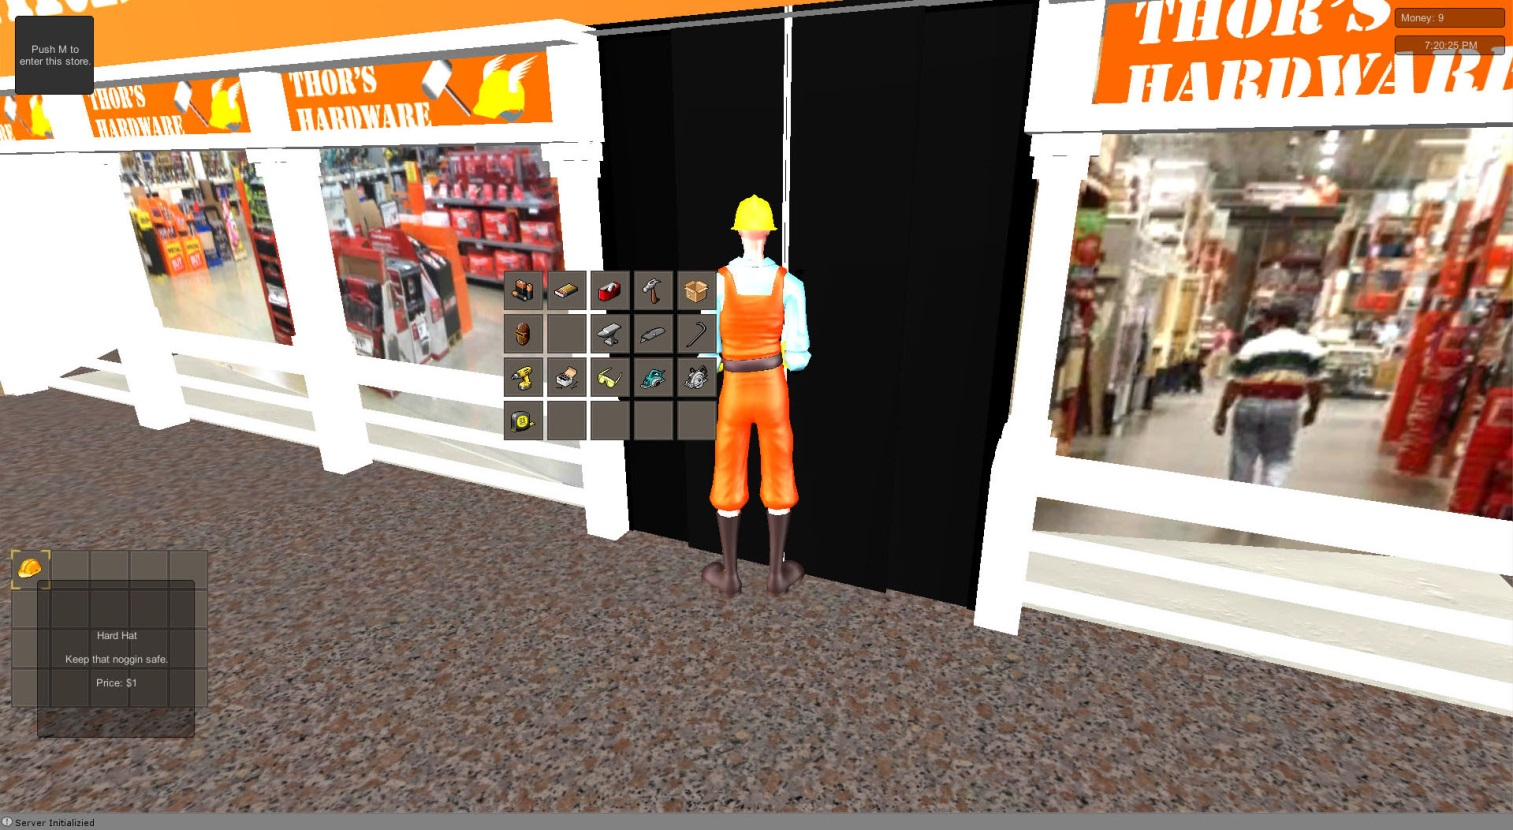 Push M to
enter this store.
THOR'S
HARDWARE
THOR'S
HARDWARE
THOR'S
HARDWARE
Money: 9
7:20:25 PM
Hard Hat
Keep that noggin safe.
Price: $1
Server Initializied